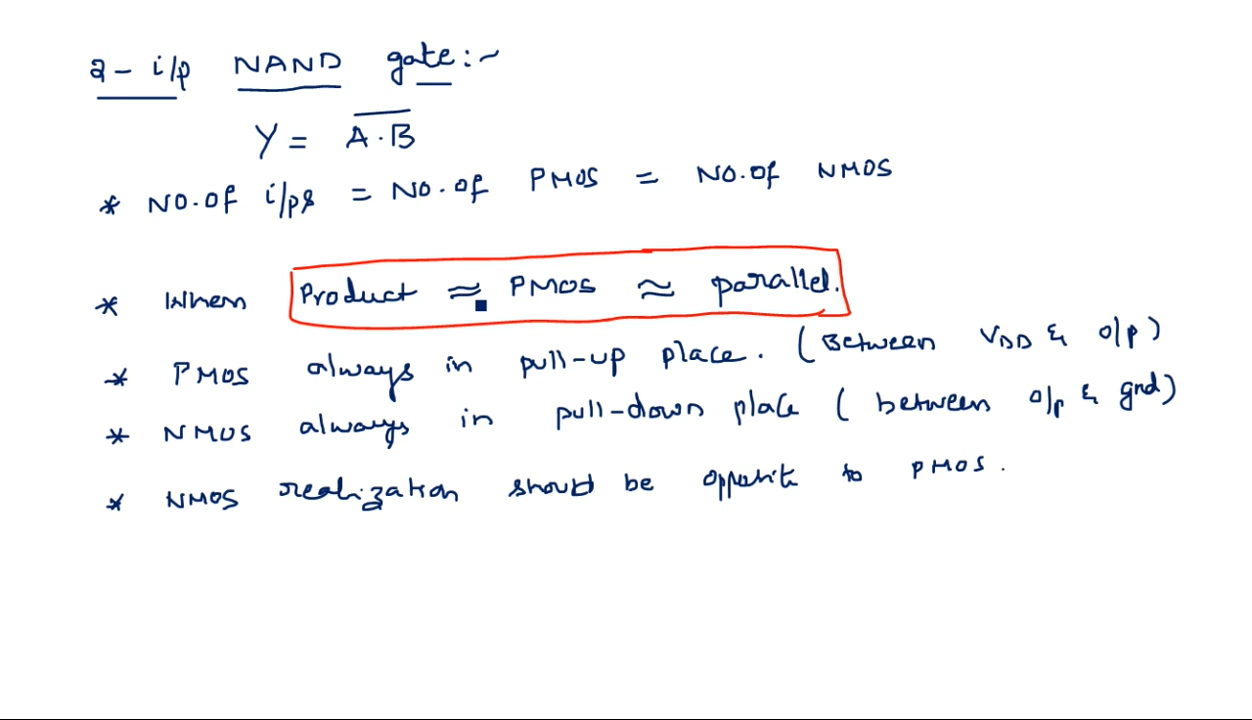 2 - i/p NAND gate :-
Y = \overline{A.B}
* No. of i/ps = No. of PMOS = No. of NMOS
* When Product ≈ PMOS ≈ parallel.
* PMOS always in pull-up place. (Between VDD & o/p)
* NMOS always in pull-down place (between o/p & gnd)
* NMOS realization should be opposite to PMOS.